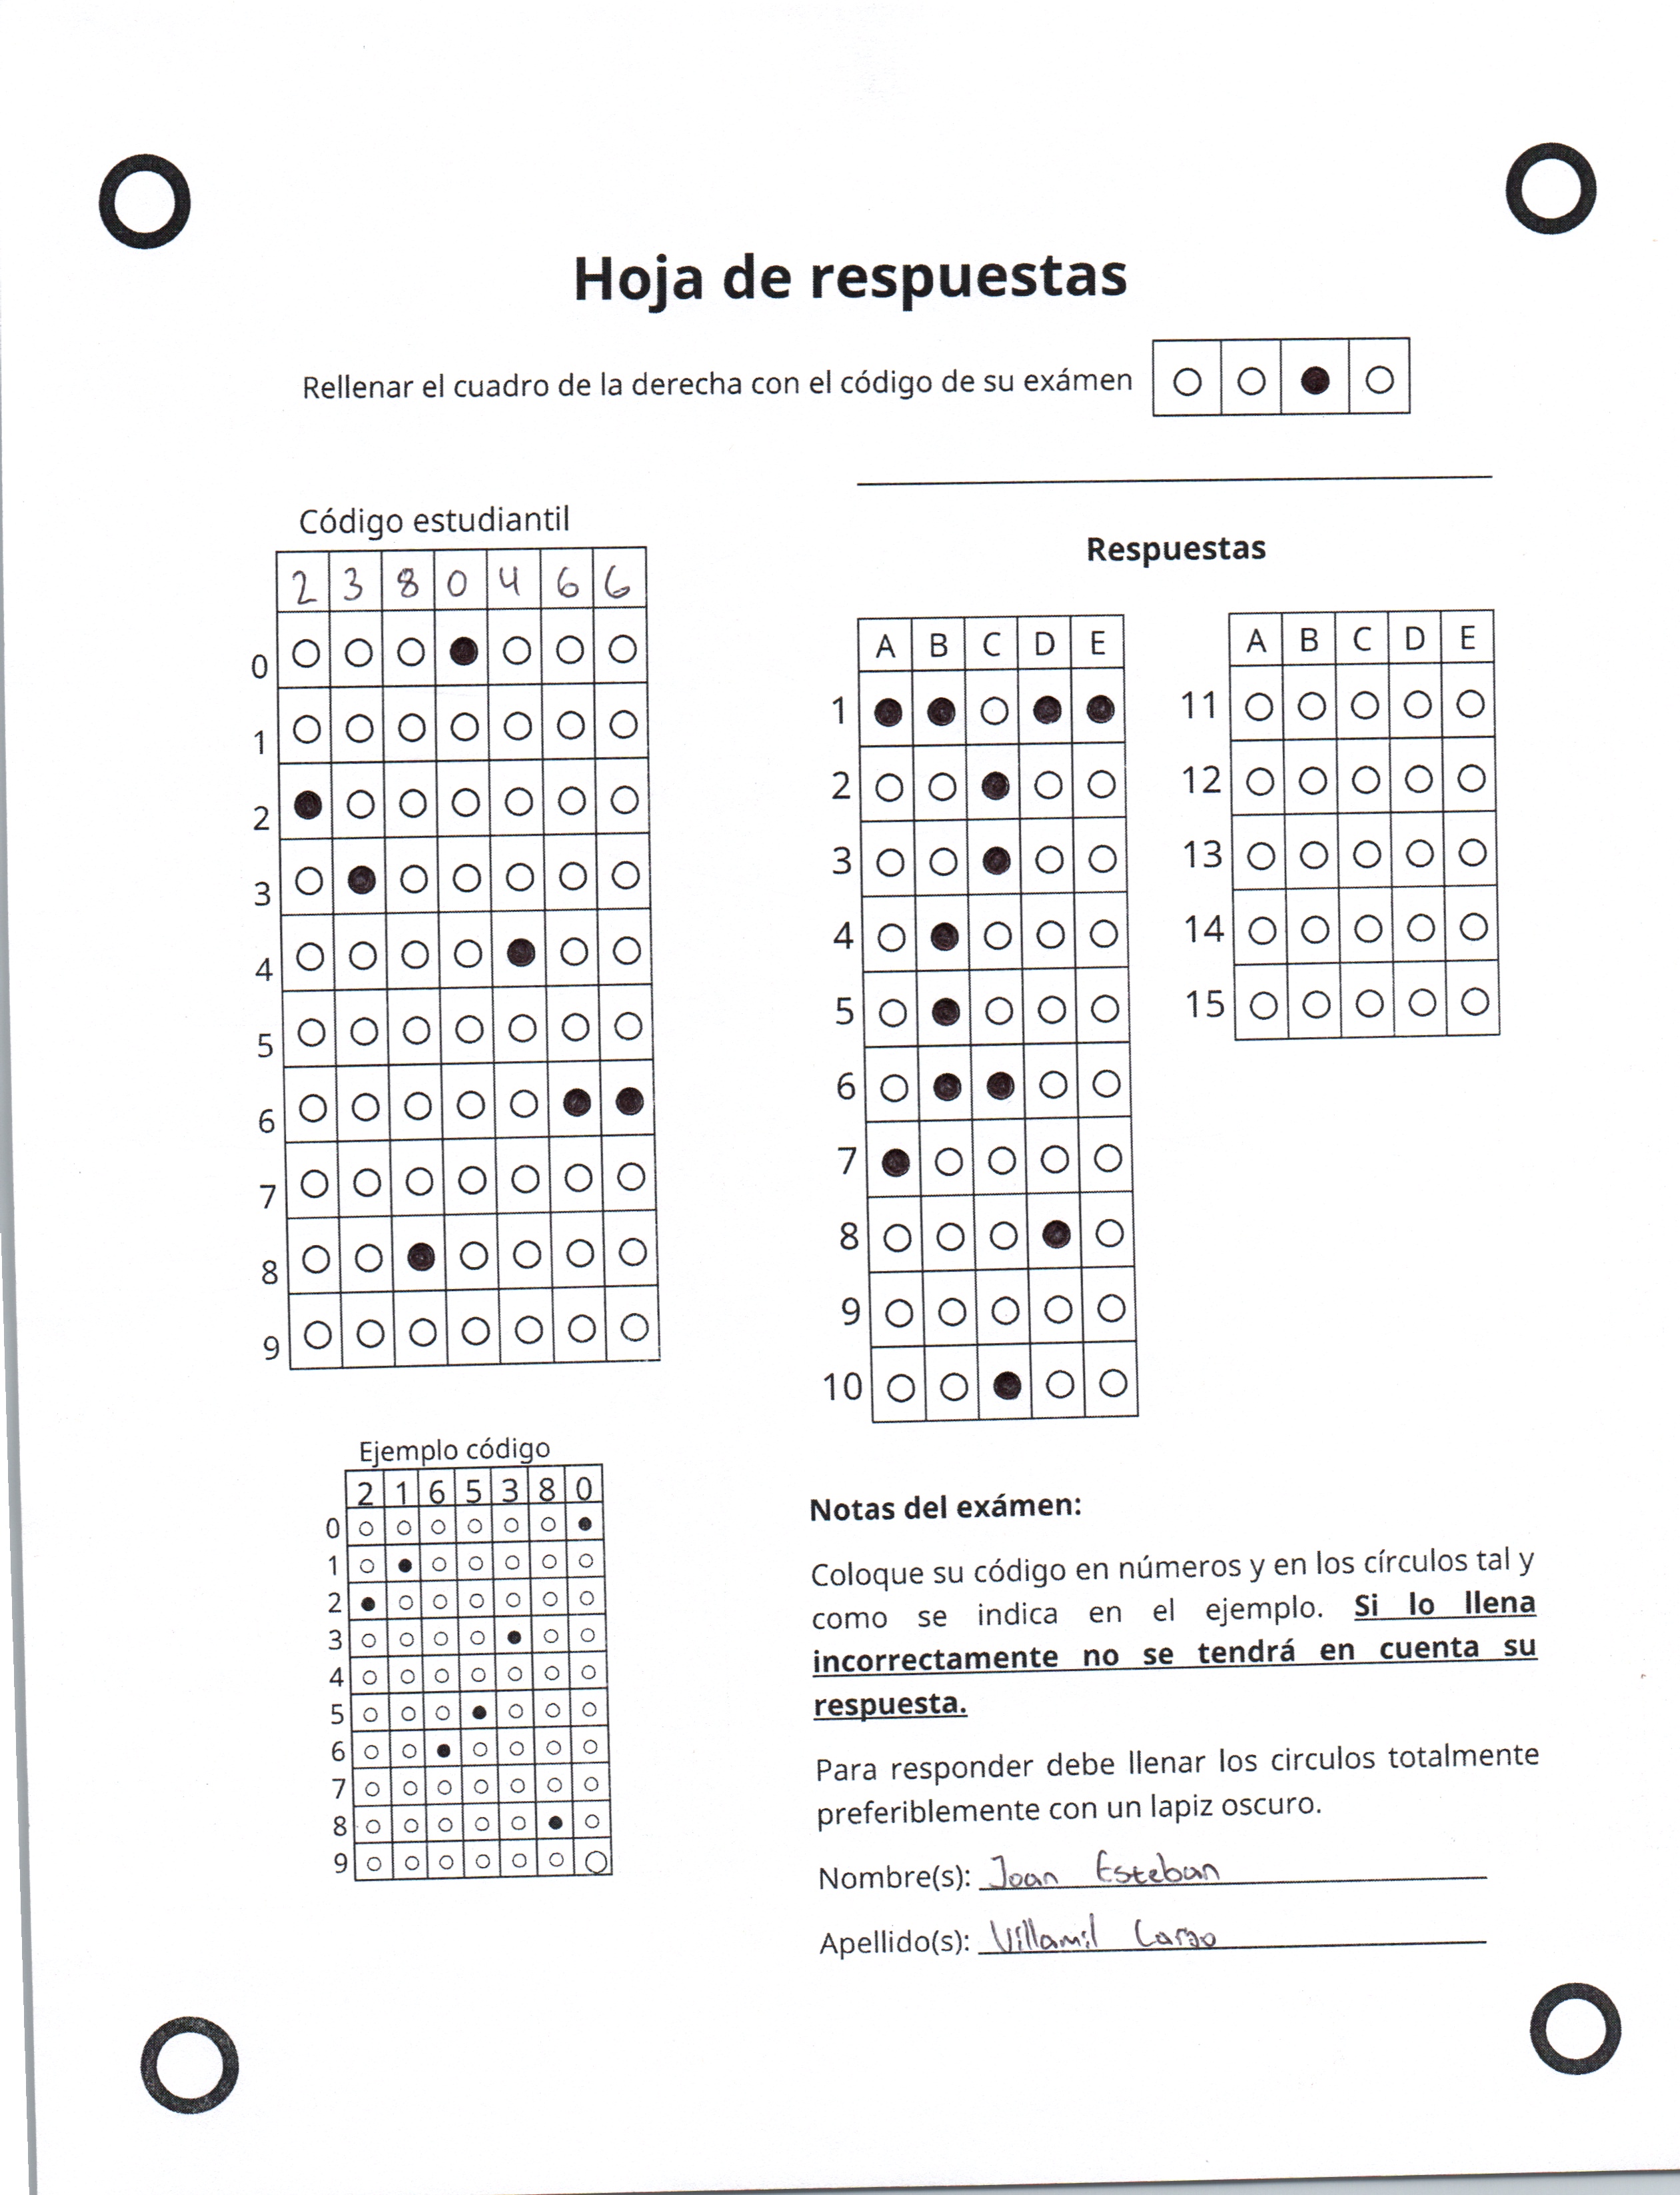 Hoja de respuestas
Rellenar el cuadro de la derecha con el código de su exámen
Código estudiantil
2 3 8 0 4 6 6
0
1
2
3
4
5
6
7
8
9
Respuestas
A B C D E
1
2
3
4
5
6
7
8
9
10
A B C D E
11
12
13
14
15
Ejemplo código
2 1 6 5 3 8 0
0
1
2
3
4
5
6
7
8
9
Notas del exámen:
Coloque su código en números y en los círculos tal y
como se indica en el ejemplo. Si lo llena
incorrectamente no se tendrá en cuenta su
respuesta.
Para responder debe llenar los circulos totalmente
preferiblemente con un lapiz oscuro.
Nombre(s): Joan Esteban
Apellido(s): Villamil